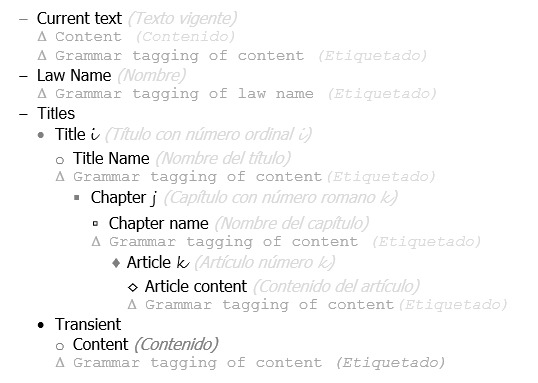 – Current text (Texto vigente)
Δ Content (Contenido)
Δ Grammar tagging of content (Etiquetado)
– Law Name (Nombre)
Δ Grammar tagging of law name (Etiquetado)
– Titles
• Title i (Título con número ordinal i)
o Title Name (Nombre del título)
Δ Grammar tagging of content(Etiquetado)
▪ Chapter j (Capítulo con número romano k)
▫ Chapter name (Nombre del capítulo)
Δ Grammar tagging of content (Etiquetado)
♦ Article k (Artículo número k)
◇ Article content (Contenido del artículo)
Δ Grammar tagging of content(Etiquetado)
• Transient
o Content (Contenido)
Δ Grammar tagging of content (Etiquetado)